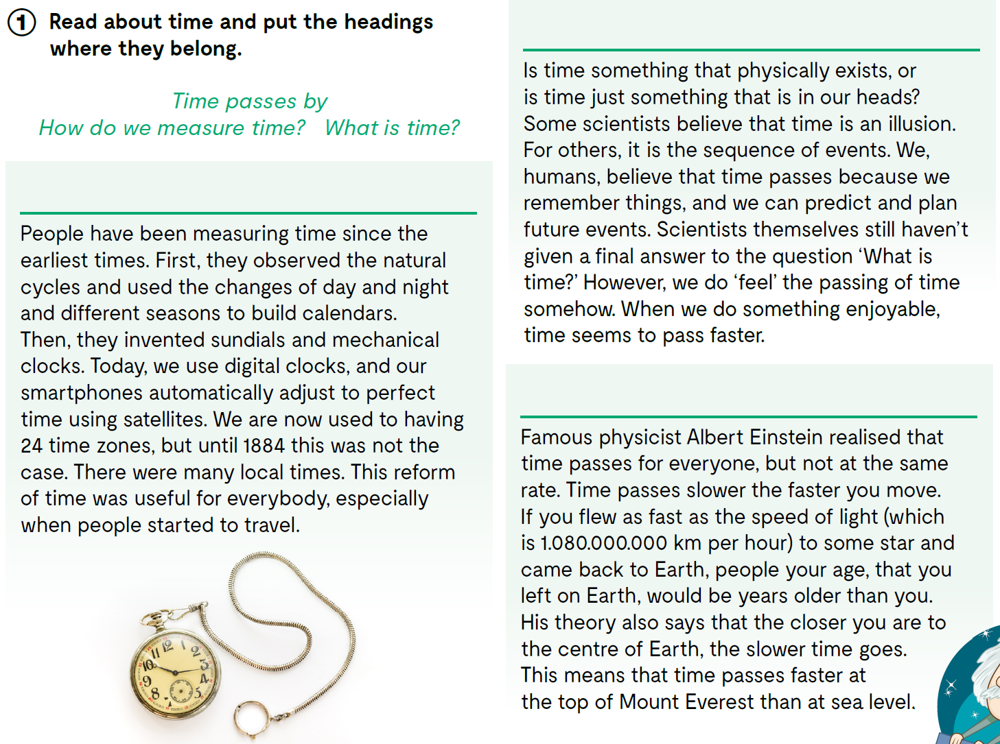 1 Read about time and put the headings
where they belong.
Time passes by
How do we measure time? What is time?
People have been measuring time since the
earliest times. First, they observed the natural
cycles and used the changes of day and night
and different seasons to build calendars.
Then, they invented sundials and mechanical
clocks. Today, we use digital clocks, and our
smartphones automatically adjust to perfect
time using satellites. We are now used to having
24 time zones, but until 1884 this was not the
case. There were many local times. This reform
of time was useful for everybody, especially
when people started to travel.
Is time something that physically exists, or
is time just something that is in our heads?
Some scientists believe that time is an illusion.
For others, it is the sequence of events. We,
humans, believe that time passes because we
remember things, and we can predict and plan
future events. Scientists themselves still haven’t
given a final answer to the question ‘What is
time?’ However, we do ‘feel’ the passing of time
somehow. When we do something enjoyable,
time seems to pass faster.
Famous physicist Albert Einstein realised that
time passes for everyone, but not at the same
rate. Time passes slower the faster you move.
If you flew as fast as the speed of light (which
is 1.080.000.000 km per hour) to some star and
came back to Earth, people your age, that you
left on Earth, would be years older than you.
His theory also says that the closer you are to
the centre of Earth, the slower time goes.
This means that time passes faster at
the top of Mount Everest than at sea level.
12 1 2 3 4 5 8 9 10 11